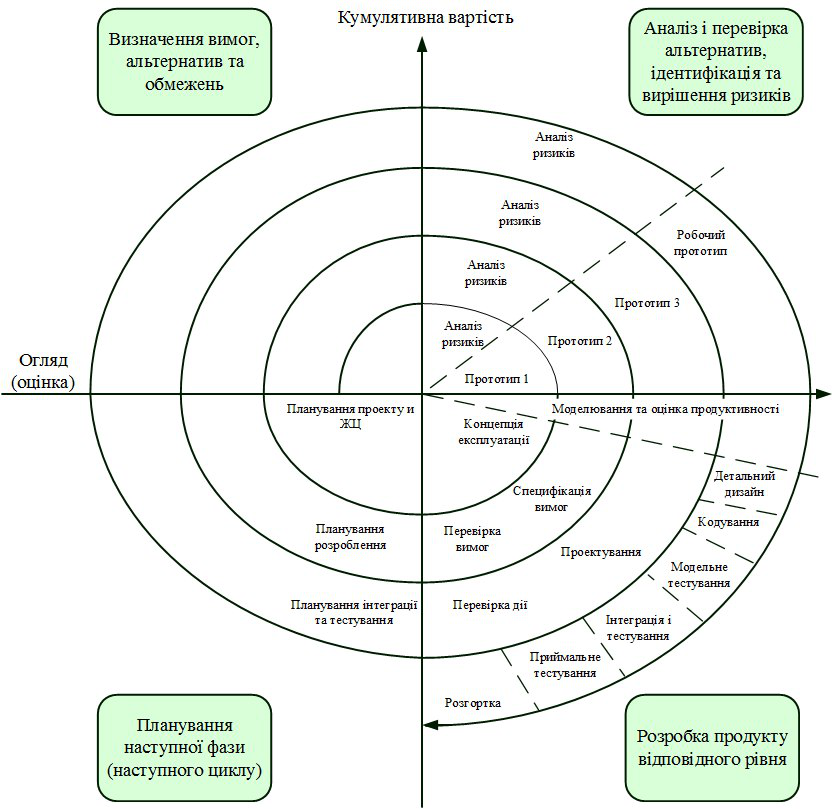 Кумулятивна вартість
Визначення вимог,
альтернатив та
обмежень
Аналіз і перевірка
альтернатив,
ідентифікація та
вирішення ризиків
Аналіз
ризиків
Аналіз
ризиків
Робочий
прототип
Аналіз
ризиків
Прототип 3
Аналіз
ризиків
Прототип 2
Огляд
(оцінка)
Прототип 1
Планування проекту и
ЖЦ
Моделювання та оцінка продуктивності
Концепція
експлуатації
Детальний
дизайн
Специфікація
вимог
Кодування
Планування
розроблення
Перевірка
вимог
Проектування
Модельне
тестування
Планування інтеграції
та тестування
Перевірка дії
Інтеграція і
тестування
Приймальне
тестування
Розгортка
Планування
наступної фази
(наступного циклу)
Розробка продукту
відповідного рівня